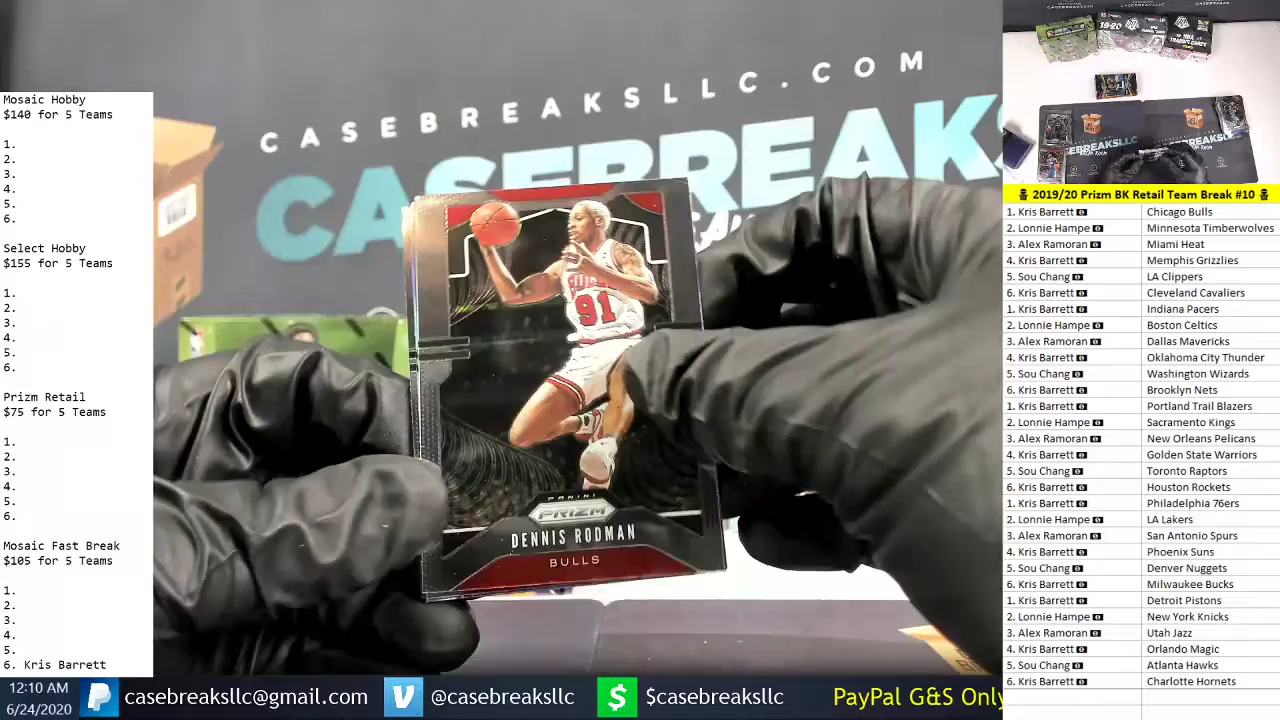 Mosaic Hobby
$140 for 5 Teams
1.
2.
3.
4.
5.
6.
Select Hobby
$155 for 5 Teams
1.
2.
3.
4.
5.
6.
Prizm Retail
$75 for 5 Teams
1.
2.
3.
4.
5.
6.
Mosaic Fast Break
$105 for 5 Teams
1.
2.
3.
4.
5.
6. Kris Barrett
CASEBREAKSLLC.COM
CASEBREAKS
91
PANINI
PRIZM
DENNIS RODMAN
BULLS
19-20
2019/20 Prizm BK Retail Team Break #10
1. Kris Barrett Chicago Bulls
2. Lonnie Hampe Minnesota Timberwolves
3. Alex Ramoran Miami Heat
4. Kris Barrett Memphis Grizzlies
5. Sou Chang LA Clippers
6. Kris Barrett Cleveland Cavaliers
1. Kris Barrett Indiana Pacers
2. Lonnie Hampe Boston Celtics
3. Alex Ramoran Dallas Mavericks
4. Kris Barrett Oklahoma City Thunder
5. Sou Chang Washington Wizards
6. Kris Barrett Brooklyn Nets
1. Kris Barrett Portland Trail Blazers
2. Lonnie Hampe Sacramento Kings
3. Alex Ramoran New Orleans Pelicans
4. Kris Barrett Golden State Warriors
5. Sou Chang Toronto Raptors
6. Kris Barrett Houston Rockets
1. Kris Barrett Philadelphia 76ers
2. Lonnie Hampe LA Lakers
3. Alex Ramoran San Antonio Spurs
4. Kris Barrett Phoenix Suns
5. Sou Chang Denver Nuggets
6. Kris Barrett Milwaukee Bucks
1. Kris Barrett Detroit Pistons
2. Lonnie Hampe New York Knicks
3. Alex Ramoran Utah Jazz
4. Kris Barrett Orlando Magic
5. Sou Chang Atlanta Hawks
6. Kris Barrett Charlotte Hornets
12:10 AM
6/24/2020
casebreaksllc@gmail.com
@casebreaksllc
$casebreaksllc
PayPal G&S Only